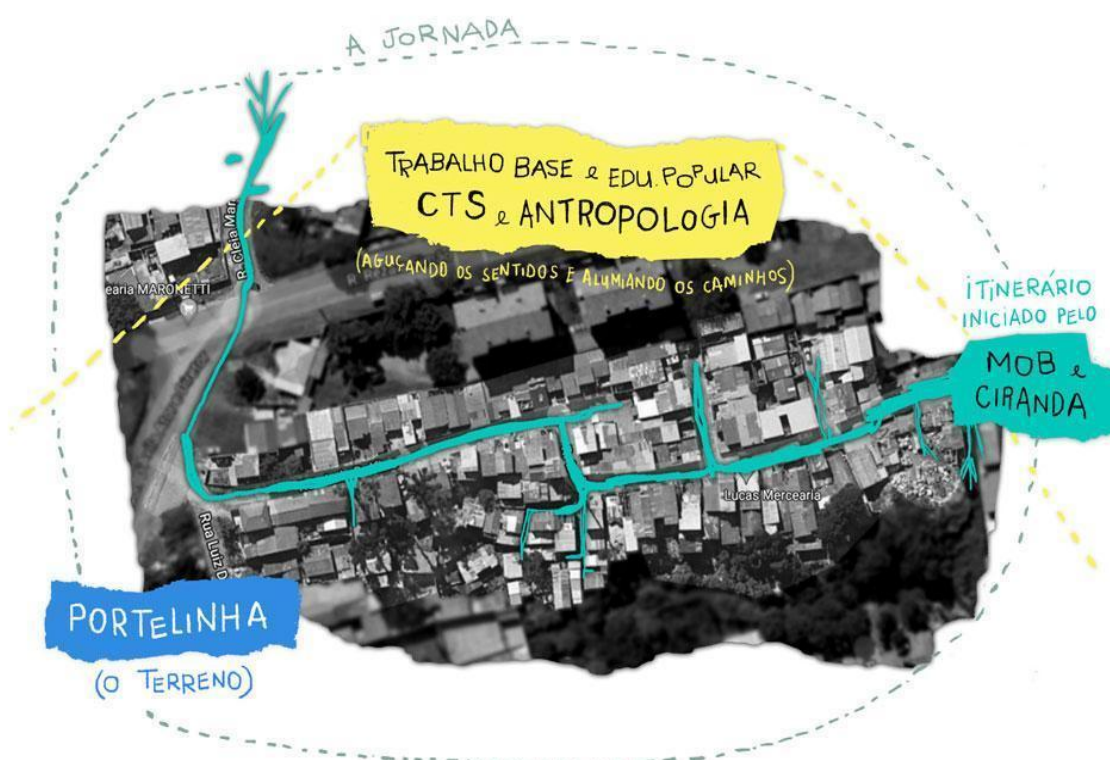 A JORNADA
TRABALHO BASE e EDU. POPULAR
CTS e ANTROPOLOGIA
(AGUÇANDO OS SENTIDOS E ALUMIANDO OS CAMINHOS)
R. Cleia Mar
earia MARONETTI
ITINERÁRIO
INICIADO PELO
MOB e
CIRANDA
Lucas Mercearia
Rua Luiz D
PORTELINHA
(O TERRENO)